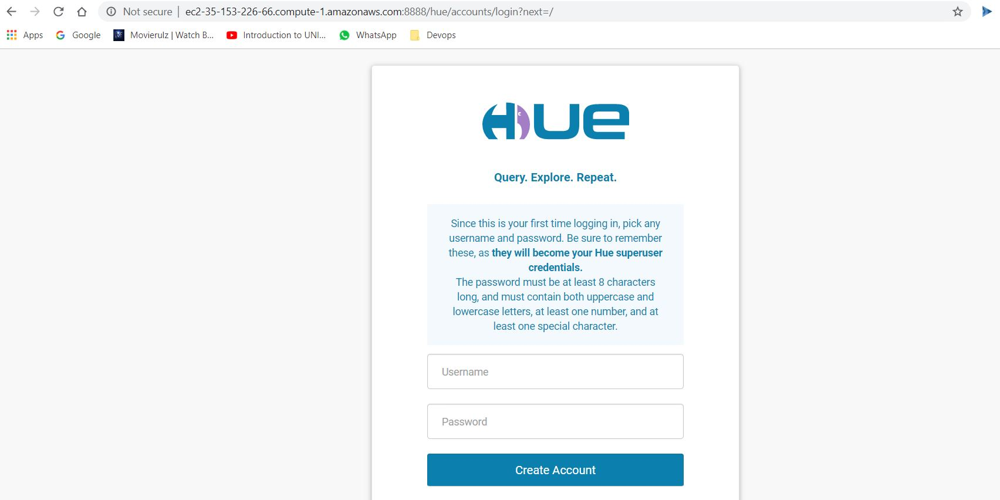 Not secure | ec2-35-153-226-66.compute-1.amazonaws.com:8888/hue/accounts/login?next=/
Apps Google Movierulz | Watch B... Introduction to UNI... WhatsApp Devops
HUE
Query. Explore. Repeat.
Since this is your first time logging in, pick any
username and password. Be sure to remember
these, as they will become your Hue superuser
credentials.
The password must be at least 8 characters
long, and must contain both uppercase and
lowercase letters, at least one number, and at
least one special character.
Username
Password
Create Account